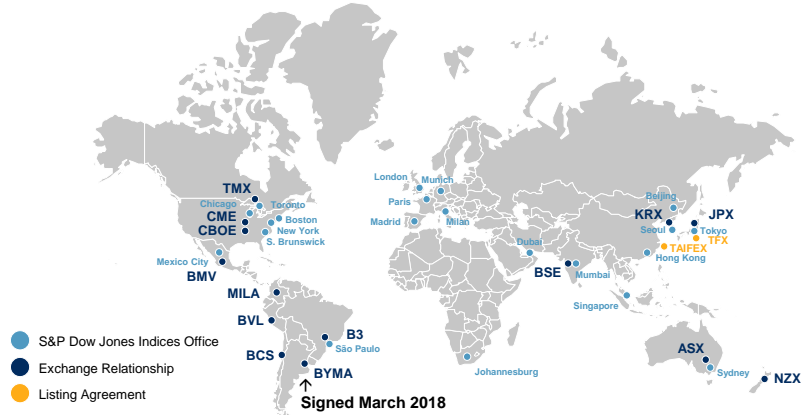 London
Munich
TMX
Paris
Chicago
Toronto
Beijing
CME
Boston
KRX
JPX
CBOE
New York
Madrid
Milan
Seoul
Tokyo
S. Brunswick
TFX
Dubai
TAIFEX
Mexico City
Hong Kong
BMV
BSE
Mumbai
MILA
Singapore
BVL
B3
S&P Dow Jones Indices Office
São Paulo
BCS
ASX
Exchange Relationship
BYMA
Johannesburg
Sydney
NZX
Listing Agreement
Signed March 2018